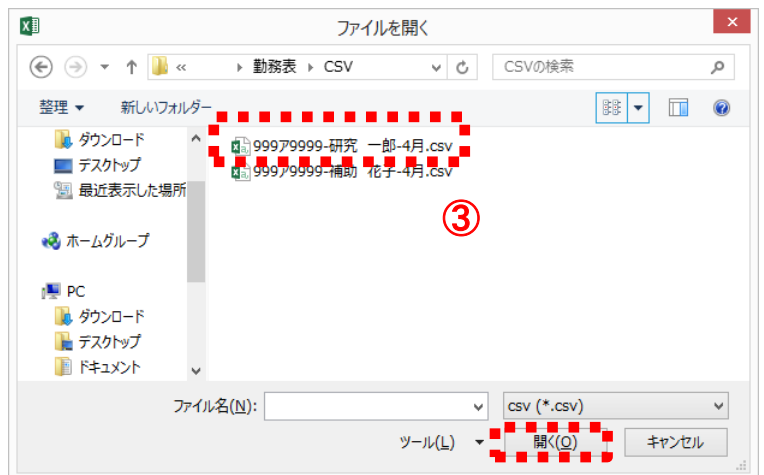 ファイルを開く
« 勤務表 CSV
CSVの検索
整理 新しいフォルダー
ダウンロード
デスクトップ
最近表示した場所
ホームグループ
PC
ダウンロード
デスクトップ
ドキュメント
999ｱ9999-研究　一郎-4月.csv
999ｱ9999-補助　花子-4月.csv
③
ファイル名(N):
csv (*.csv)
ツール(L) 開く(O) キャンセル